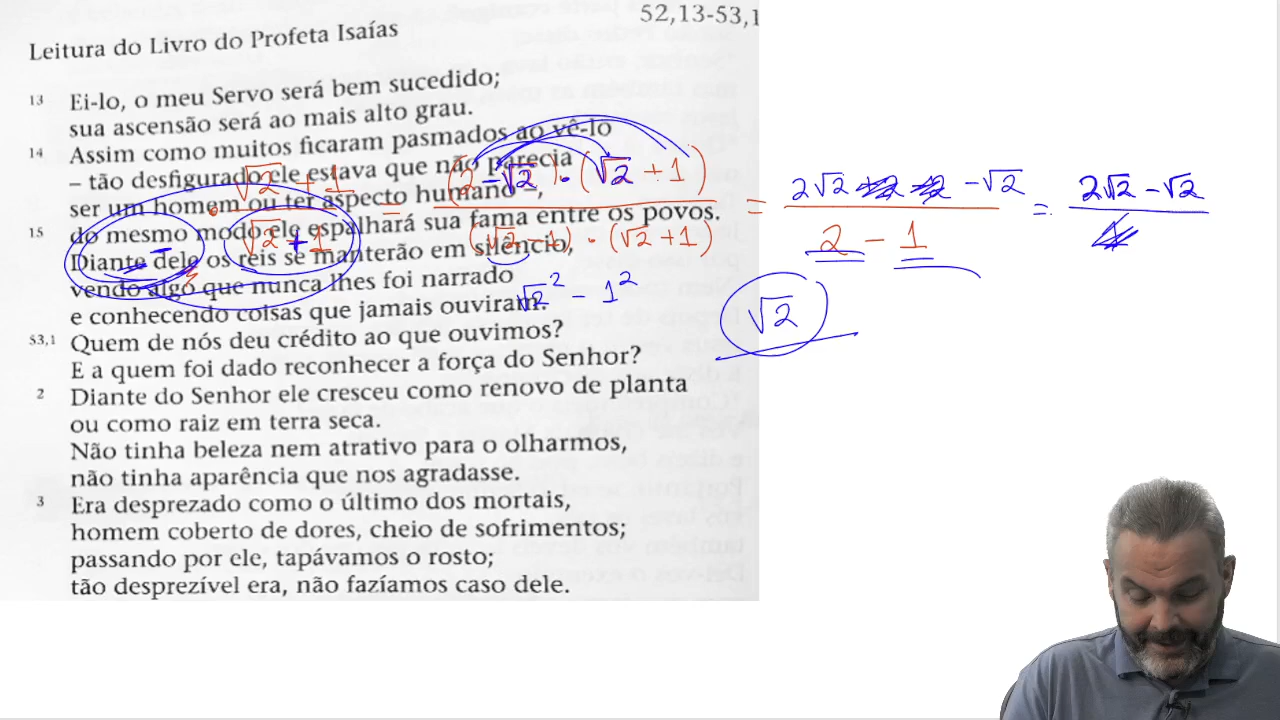 52,13-53,1
Leitura do Livro do Profeta Isaías
13 Ei-lo, o meu Servo será bem sucedido;
sua ascensão será ao mais alto grau.
14 Assim como muitos ficaram pasmados ao vê-lo
– tão desfigurado ele estava que não parecia
ser um homem ou ter aspecto humano –,
15 do mesmo modo ele espalhará sua fama entre os povos.
Diante dele os reis se manterão em silêncio,
vendo algo que nunca lhes foi narrado
e conhecendo coisas que jamais ouviram.
53,1 Quem de nós deu crédito ao que ouvimos?
E a quem foi dado reconhecer a força do Senhor?
2 Diante do Senhor ele cresceu como renovo de planta
ou como raiz em terra seca.
Não tinha beleza nem atrativo para o olharmos,
não tinha aparência que nos agradasse.
3 Era desprezado como o último dos mortais,
homem coberto de dores, cheio de sofrimentos;
passando por ele, tapávamos o rosto;
tão desprezível era, não fazíamos caso dele.
√2 + 1
√2 + 1
=
(2 - √2) · (√2 + 1)
(√2 - 1) · (√2 + 1)
√2² - 1²
=
2√2 +2 -2 - √2
2 - 1
=
2√2 - √2
1
√2